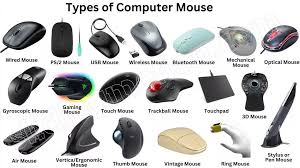 Types of Computer Mouse
Wired Mouse
PS/2 Mouse
USB Mouse
Wireless Mouse
Bluetooth Mouse
Mechanical
Mouse
Optical Mouse
Gyroscopic Mouse
Gaming
Mouse
Touch Mouse
Trackball Mouse
Touchpad
3D Mouse
Air Mouse
Vertical/Ergonomic
Mouse
Thumb Mouse
Vintage Mouse
Ring Mouse
Stylus or Pen
Mouse